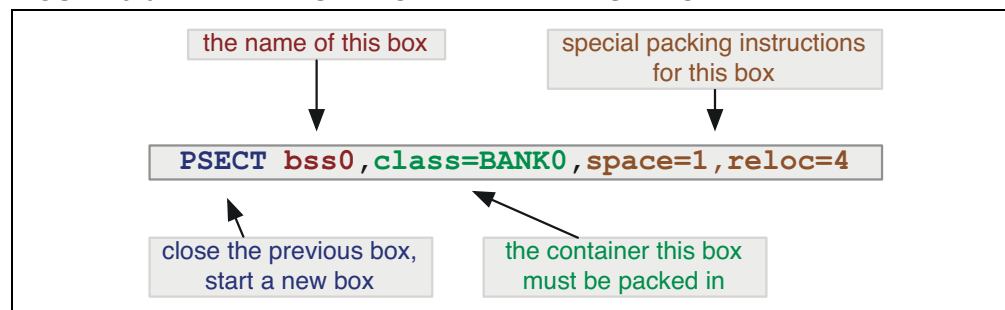 the name of this box
special packing instructions
for this box
PSECT bss0,class=BANK0,space=1,reloc=4
close the previous box,
start a new box
the container this box
must be packed in